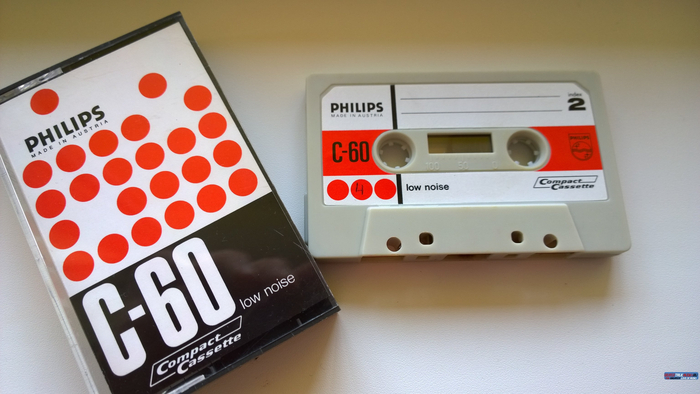 PHILIPS
MADE IN AUSTRIA
C-60
low noise
Compact
Cassette
PHILIPS
MADE IN AUSTRIA
index
2
C-60
PHILIPS
4
low noise
Compact
Cassette